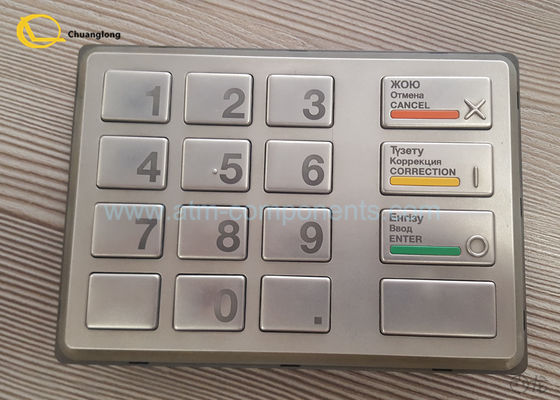 Chuanglong
1 2 3
ЖОЮ
Отмена
CANCEL
4 5 6
Түзету
Коррекция
CORRECTION
www.atm-components.com
7 8 9
Енгізу
Ввод
ENTER
0 .